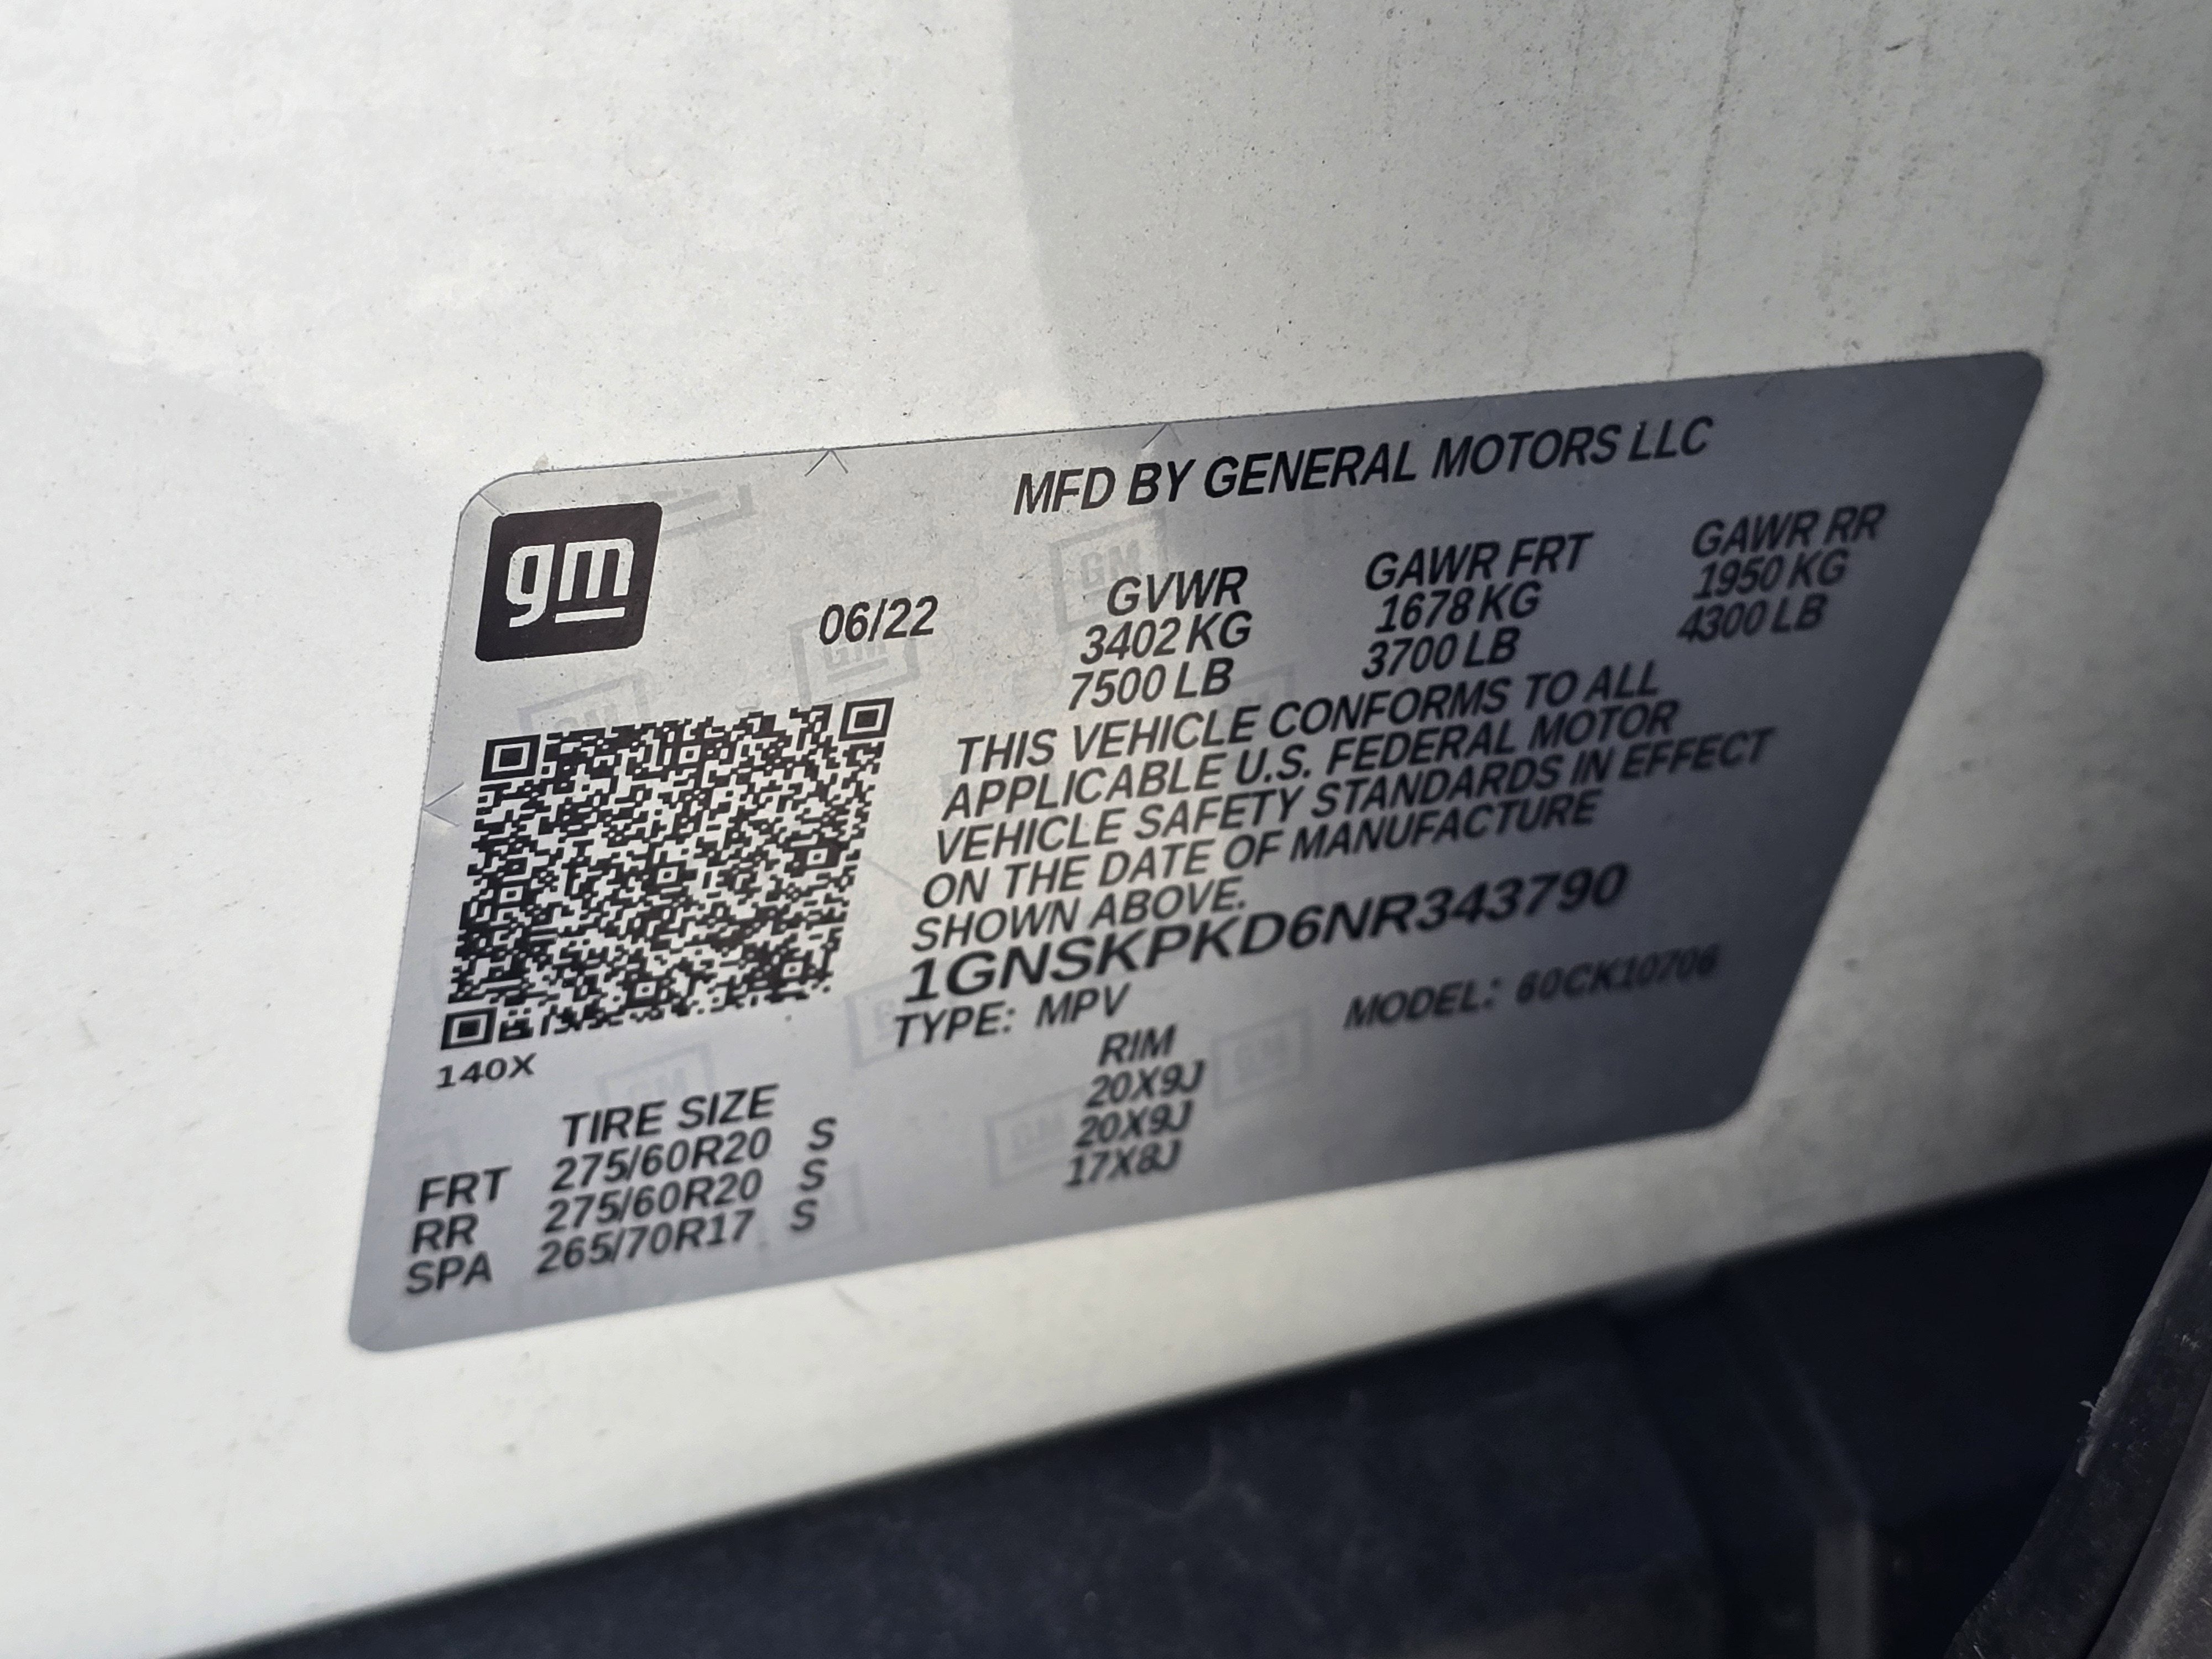 gm
MFD BY GENERAL MOTORS LLC
06/22
GVWR GAWR FRT GAWR RR
3402 KG 1678 KG 1950 KG
7500 LB 3700 LB 4300 LB
THIS VEHICLE CONFORMS TO ALL
APPLICABLE U.S. FEDERAL MOTOR
VEHICLE SAFETY STANDARDS IN EFFECT
ON THE DATE OF MANUFACTURE
SHOWN ABOVE.
1GNSKPKD6NR343790
TYPE: MPV MODEL: 60CK10706
140X
TIRE SIZE RIM
FRT 275/60R20 S 20X9J
RR 275/60R20 S 20X9J
SPA 265/70R17 S 17X8J